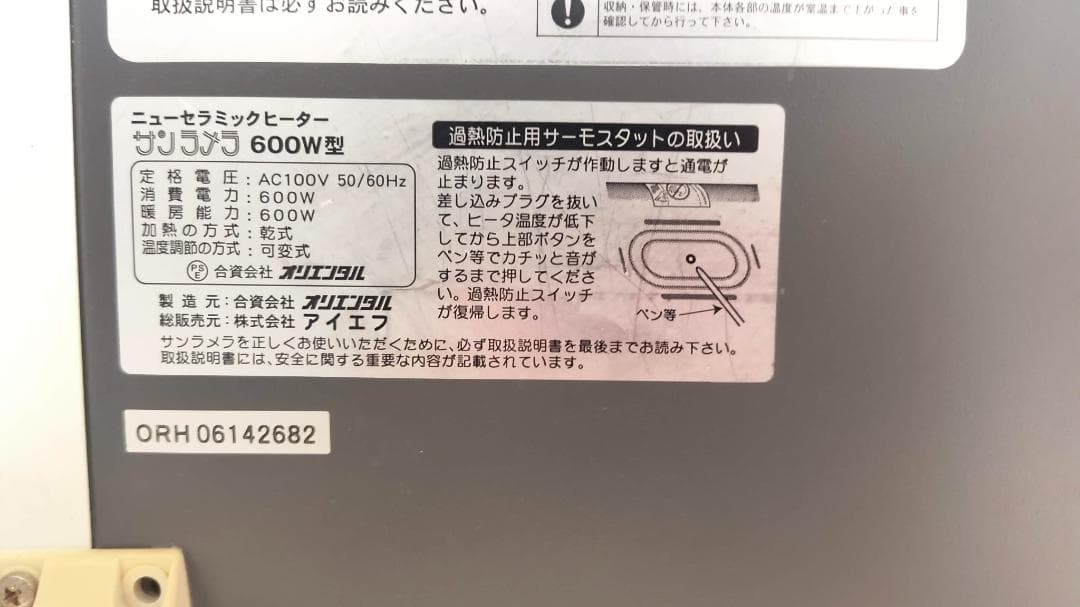 取扱説明書は必ずお読みください。
収納・保管時には、本体各部の温度が室温まで下がった事を
確認してから行って下さい。
ニューセラミックヒーター
サンラメラ 600W型
定格電圧:AC100V 50/60Hz
消費電力:600W
暖房能力:600W
加熱の方式:乾式
温度調節の方式:可変式
PSE 合資会社 オリエンタル
製造元:合資会社 オリエンタル
総販売元:株式会社 アイエフ
過熱防止用サーモスタットの取扱い
過熱防止スイッチが作動しますと通電が
止まります。
差し込みプラグを抜い
て、ヒータ温度が低下
してから上部ボタンを
ペン等でカチッと音が
するまで押してくださ
い。過熱防止スイッチ
が復帰します。
ペン等
サンラメラを正しくお使いいただくために、必ず取扱説明書を最後までお読み下さい。
取扱説明書には、安全に関する重要な内容が記載されています。
ORH 06142682